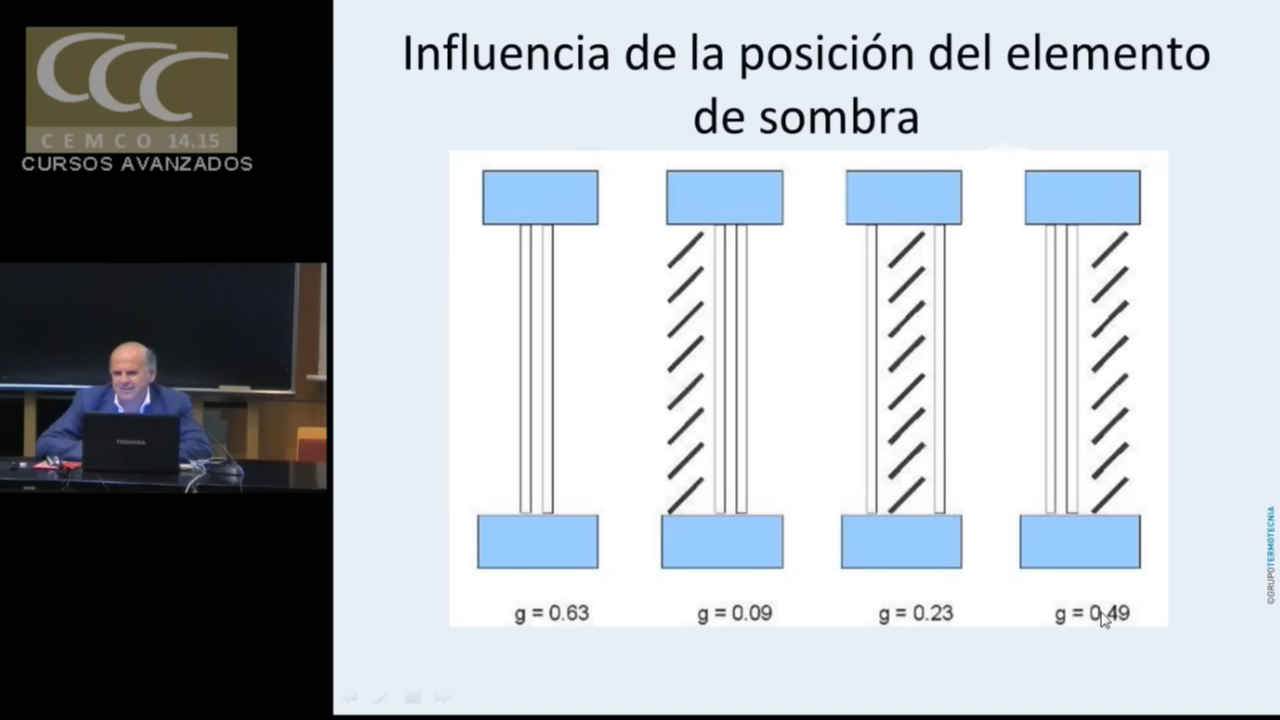 CCC
CEMCO 14.15
CURSOS AVANZADOS
TOSHIBA
Influencia de la posición del elemento
de sombra
g = 0.63
g = 0.09
g = 0.23
g = 0.49
©GRUPOTERMOTECNIA